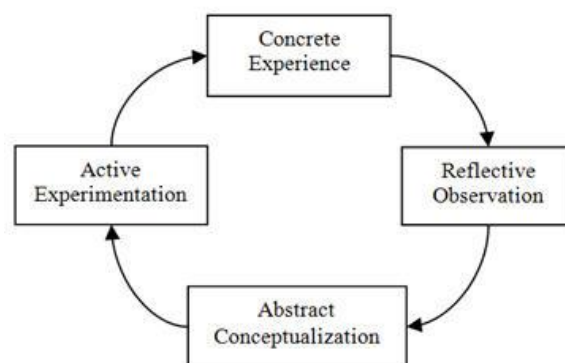 Concrete
Experience
Reflective
Observation
Abstract
Conceptualization
Active
Experimentation